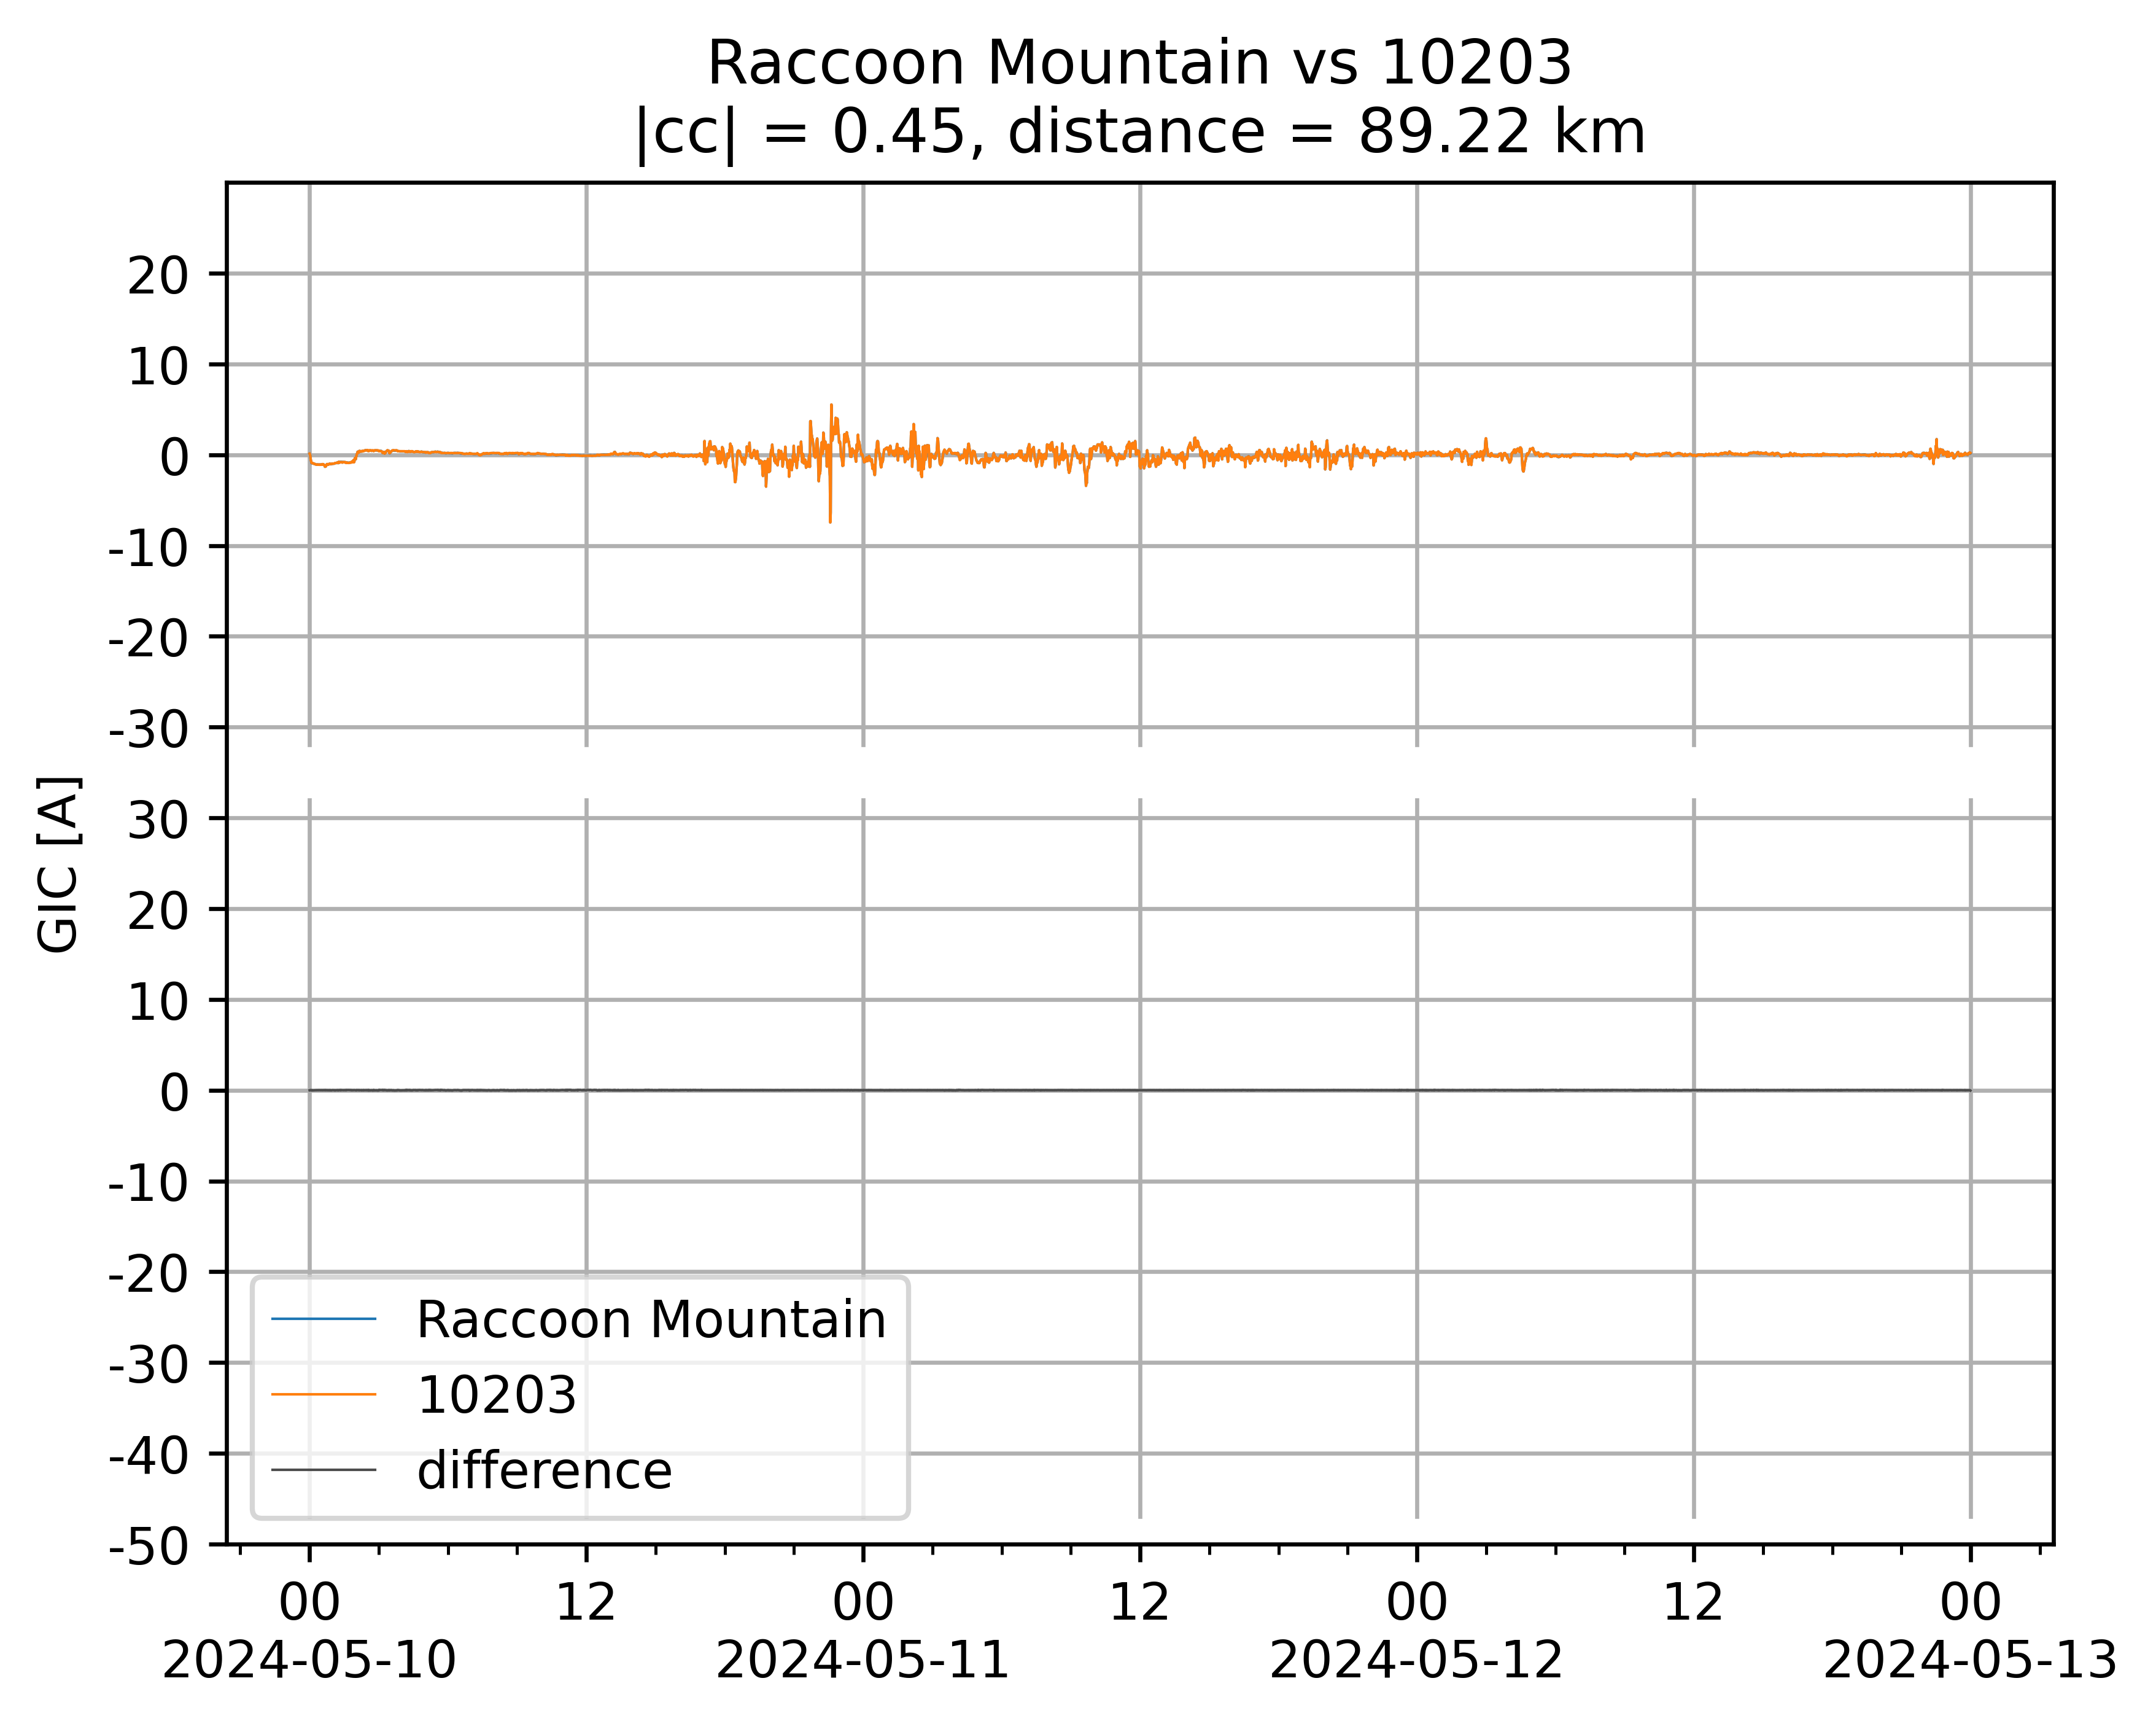 Raccoon Mountain vs 10203
|cc| = 0.45, distance = 89.22 km
GIC [A]
20
10
0
-10
-20
-30
30
20
10
0
-10
-20
-30
-40
-50
Raccoon Mountain
10203
difference
00 12 00 12 00 12 00
2024-05-10 2024-05-11 2024-05-12 2024-05-13